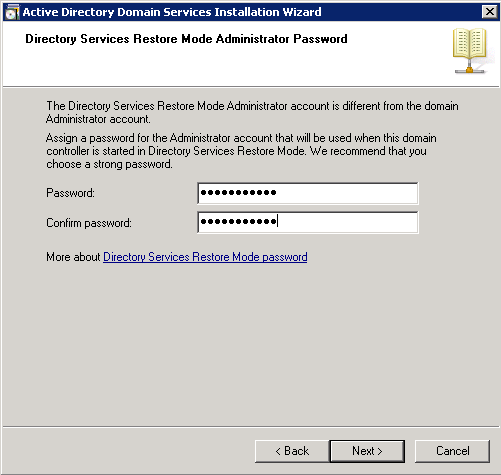 Active Directory Domain Services Installation Wizard
Directory Services Restore Mode Administrator Password
The Directory Services Restore Mode Administrator account is different from the domain
Administrator account.
Assign a password for the Administrator account that will be used when this domain
controller is started in Directory Services Restore Mode. We recommend that you
choose a strong password.
Password: ●●●●●●●●●●●
Confirm password: ●●●●●●●●●●●
More about Directory Services Restore Mode password
< Back Next > Cancel